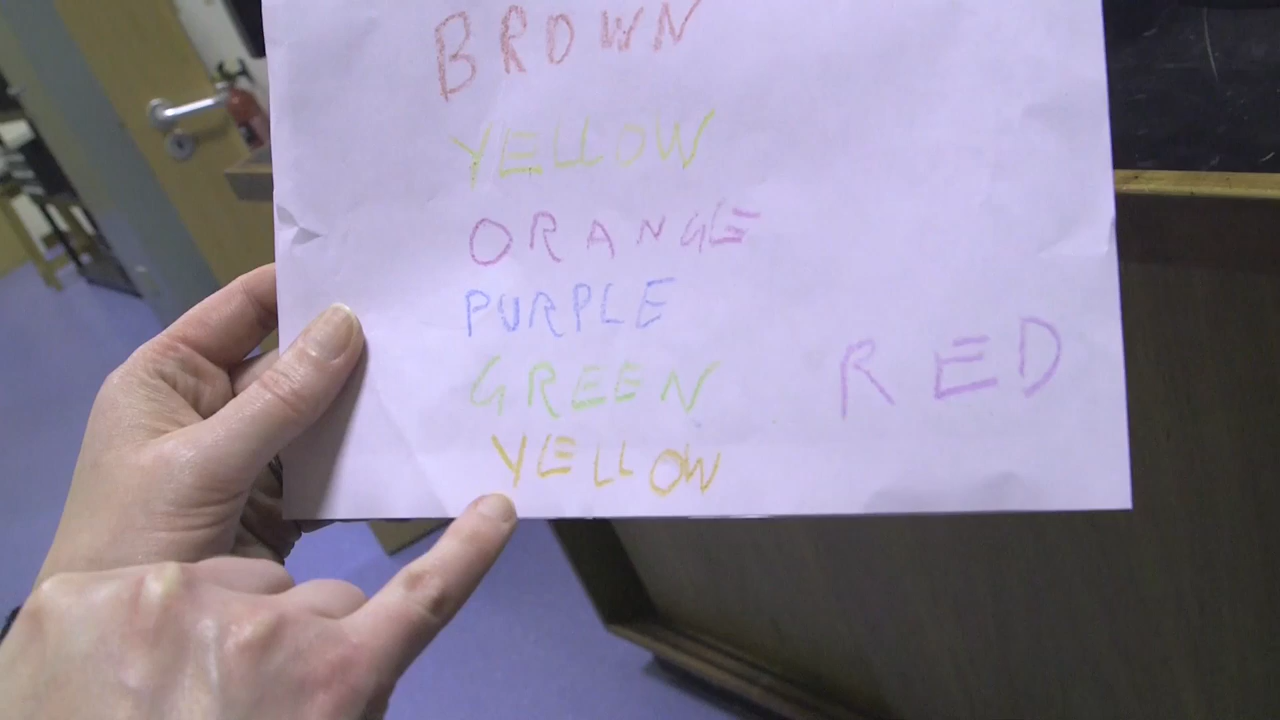 BROWN
YELLOW
ORANGE
PURPLE
GREEN
RED
YELLOW